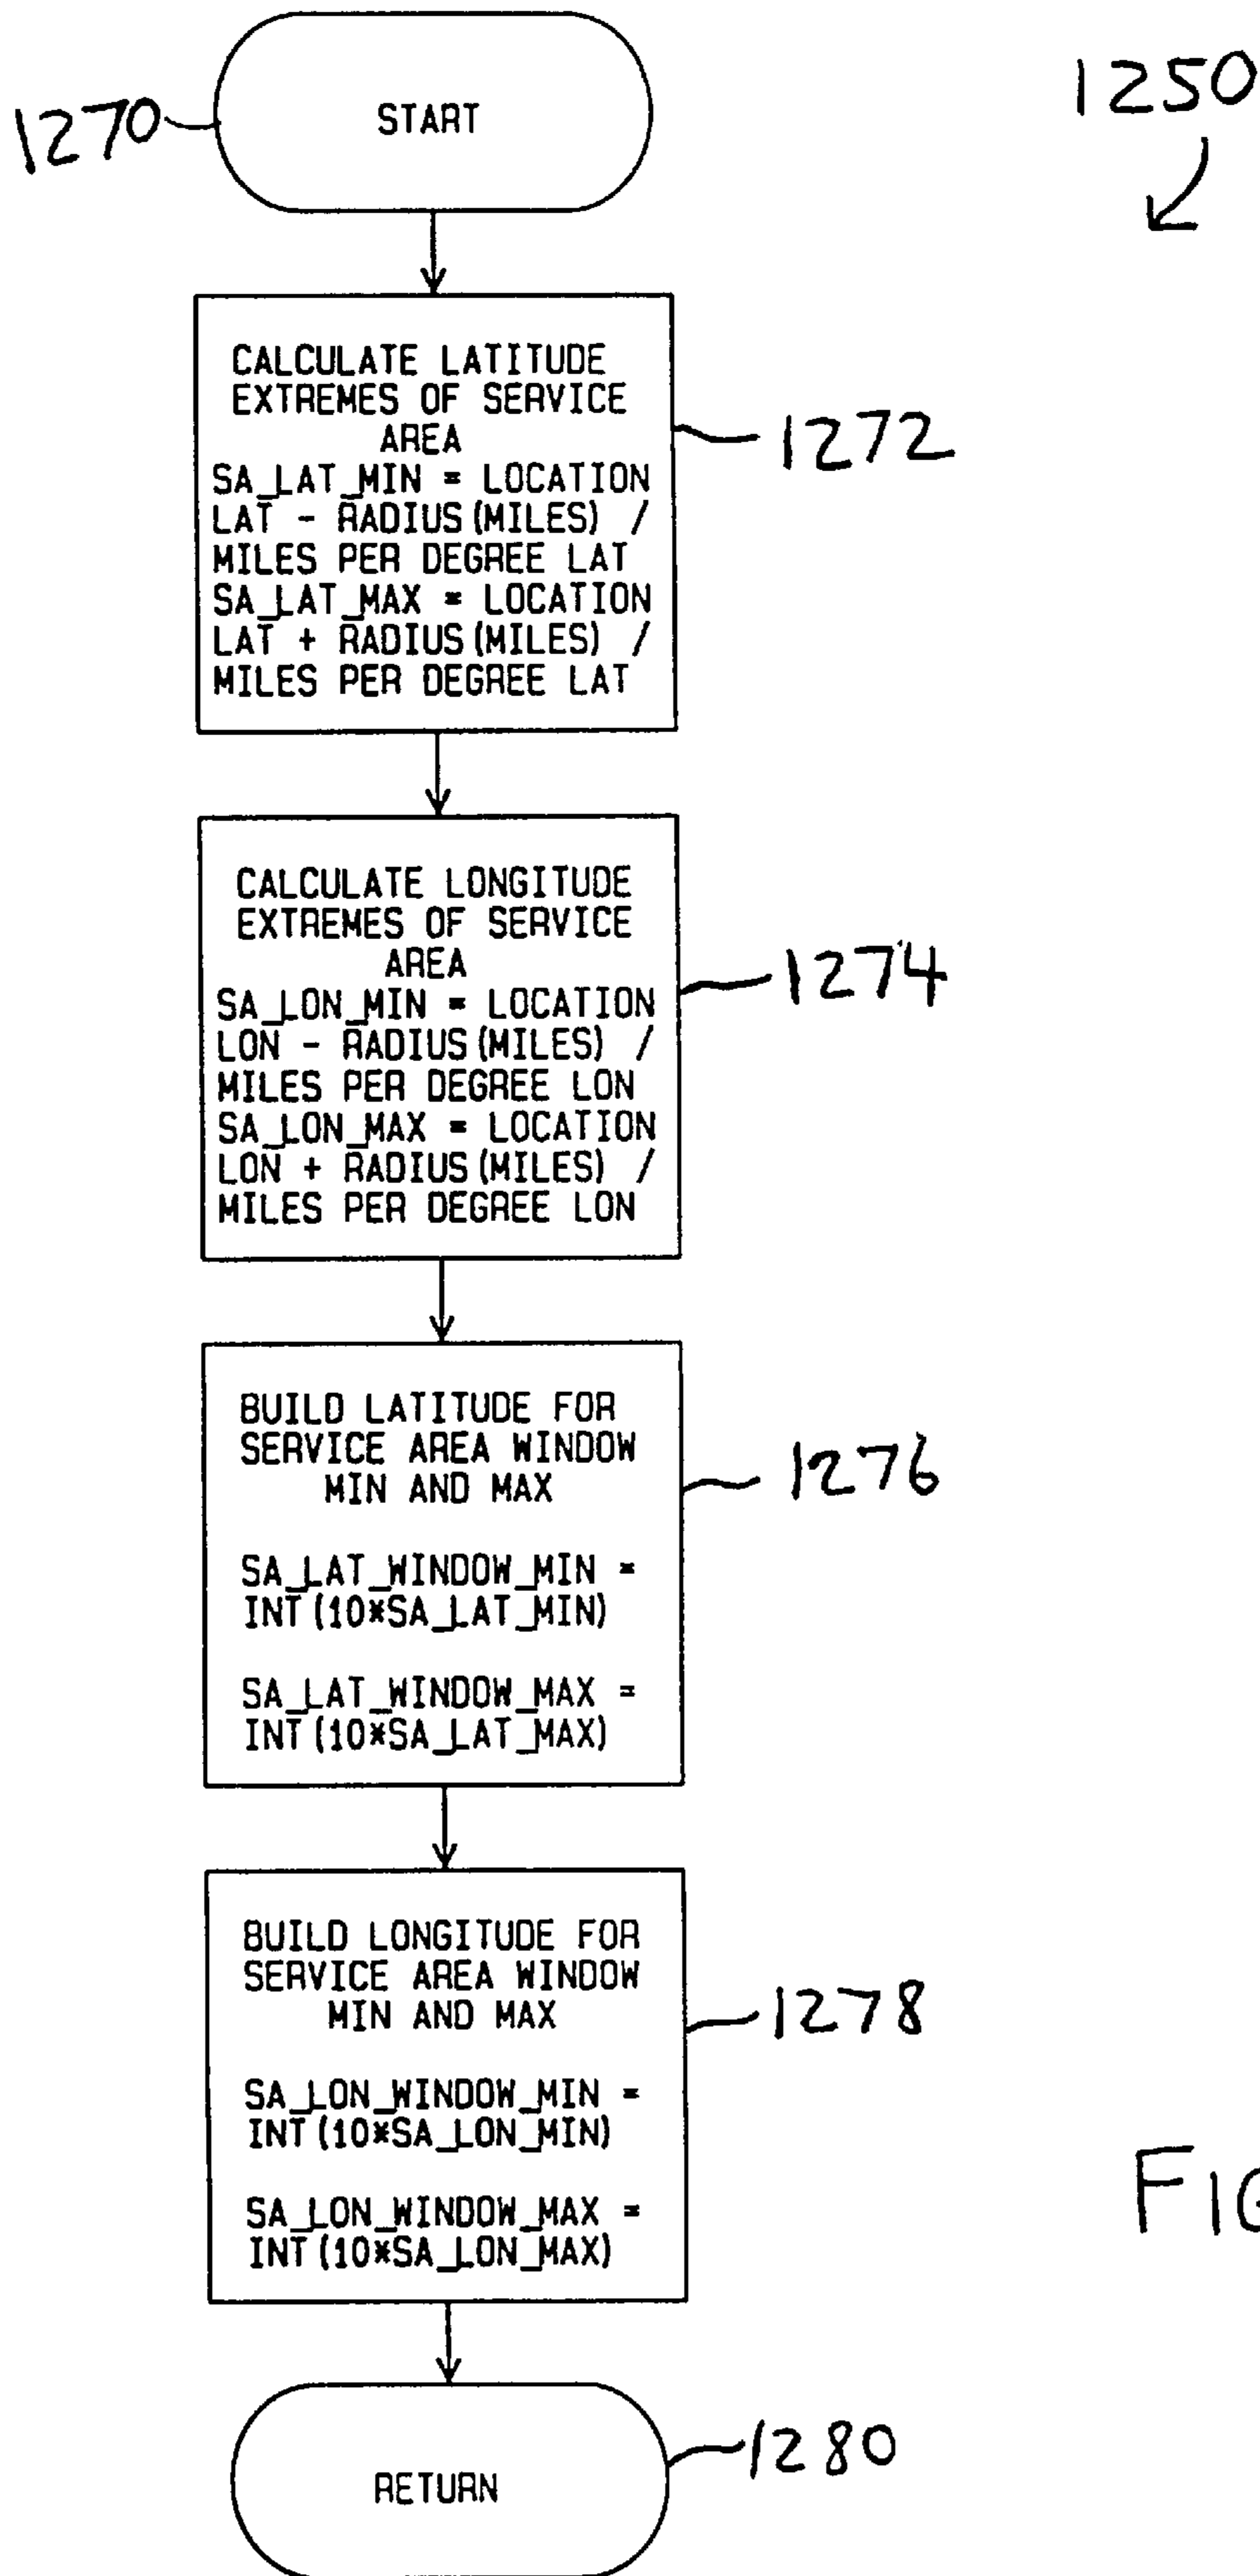 1270
START
1250
CALCULATE LATITUDE
EXTREMES OF SERVICE
AREA
SA_LAT_MIN = LOCATION
LAT - RADIUS(MILES) /
MILES PER DEGREE LAT
SA_LAT_MAX = LOCATION
LAT + RADIUS(MILES) /
MILES PER DEGREE LAT
1272
CALCULATE LONGITUDE
EXTREMES OF SERVICE
AREA
SA_LON_MIN = LOCATION
LON - RADIUS(MILES) /
MILES PER DEGREE LON
SA_LON_MAX = LOCATION
LON + RADIUS(MILES) /
MILES PER DEGREE LON
1274
BUILD LATITUDE FOR
SERVICE AREA WINDOW
MIN AND MAX
SA_LAT_WINDOW_MIN =
INT(10*SA_LAT_MIN)
SA_LAT_WINDOW_MAX =
INT(10*SA_LAT_MAX)
1276
BUILD LONGITUDE FOR
SERVICE AREA WINDOW
MIN AND MAX
SA_LON_WINDOW_MIN =
INT(10*SA_LON_MIN)
SA_LON_WINDOW_MAX =
INT(10*SA_LON_MAX)
1278
FIG
RETURN
1280